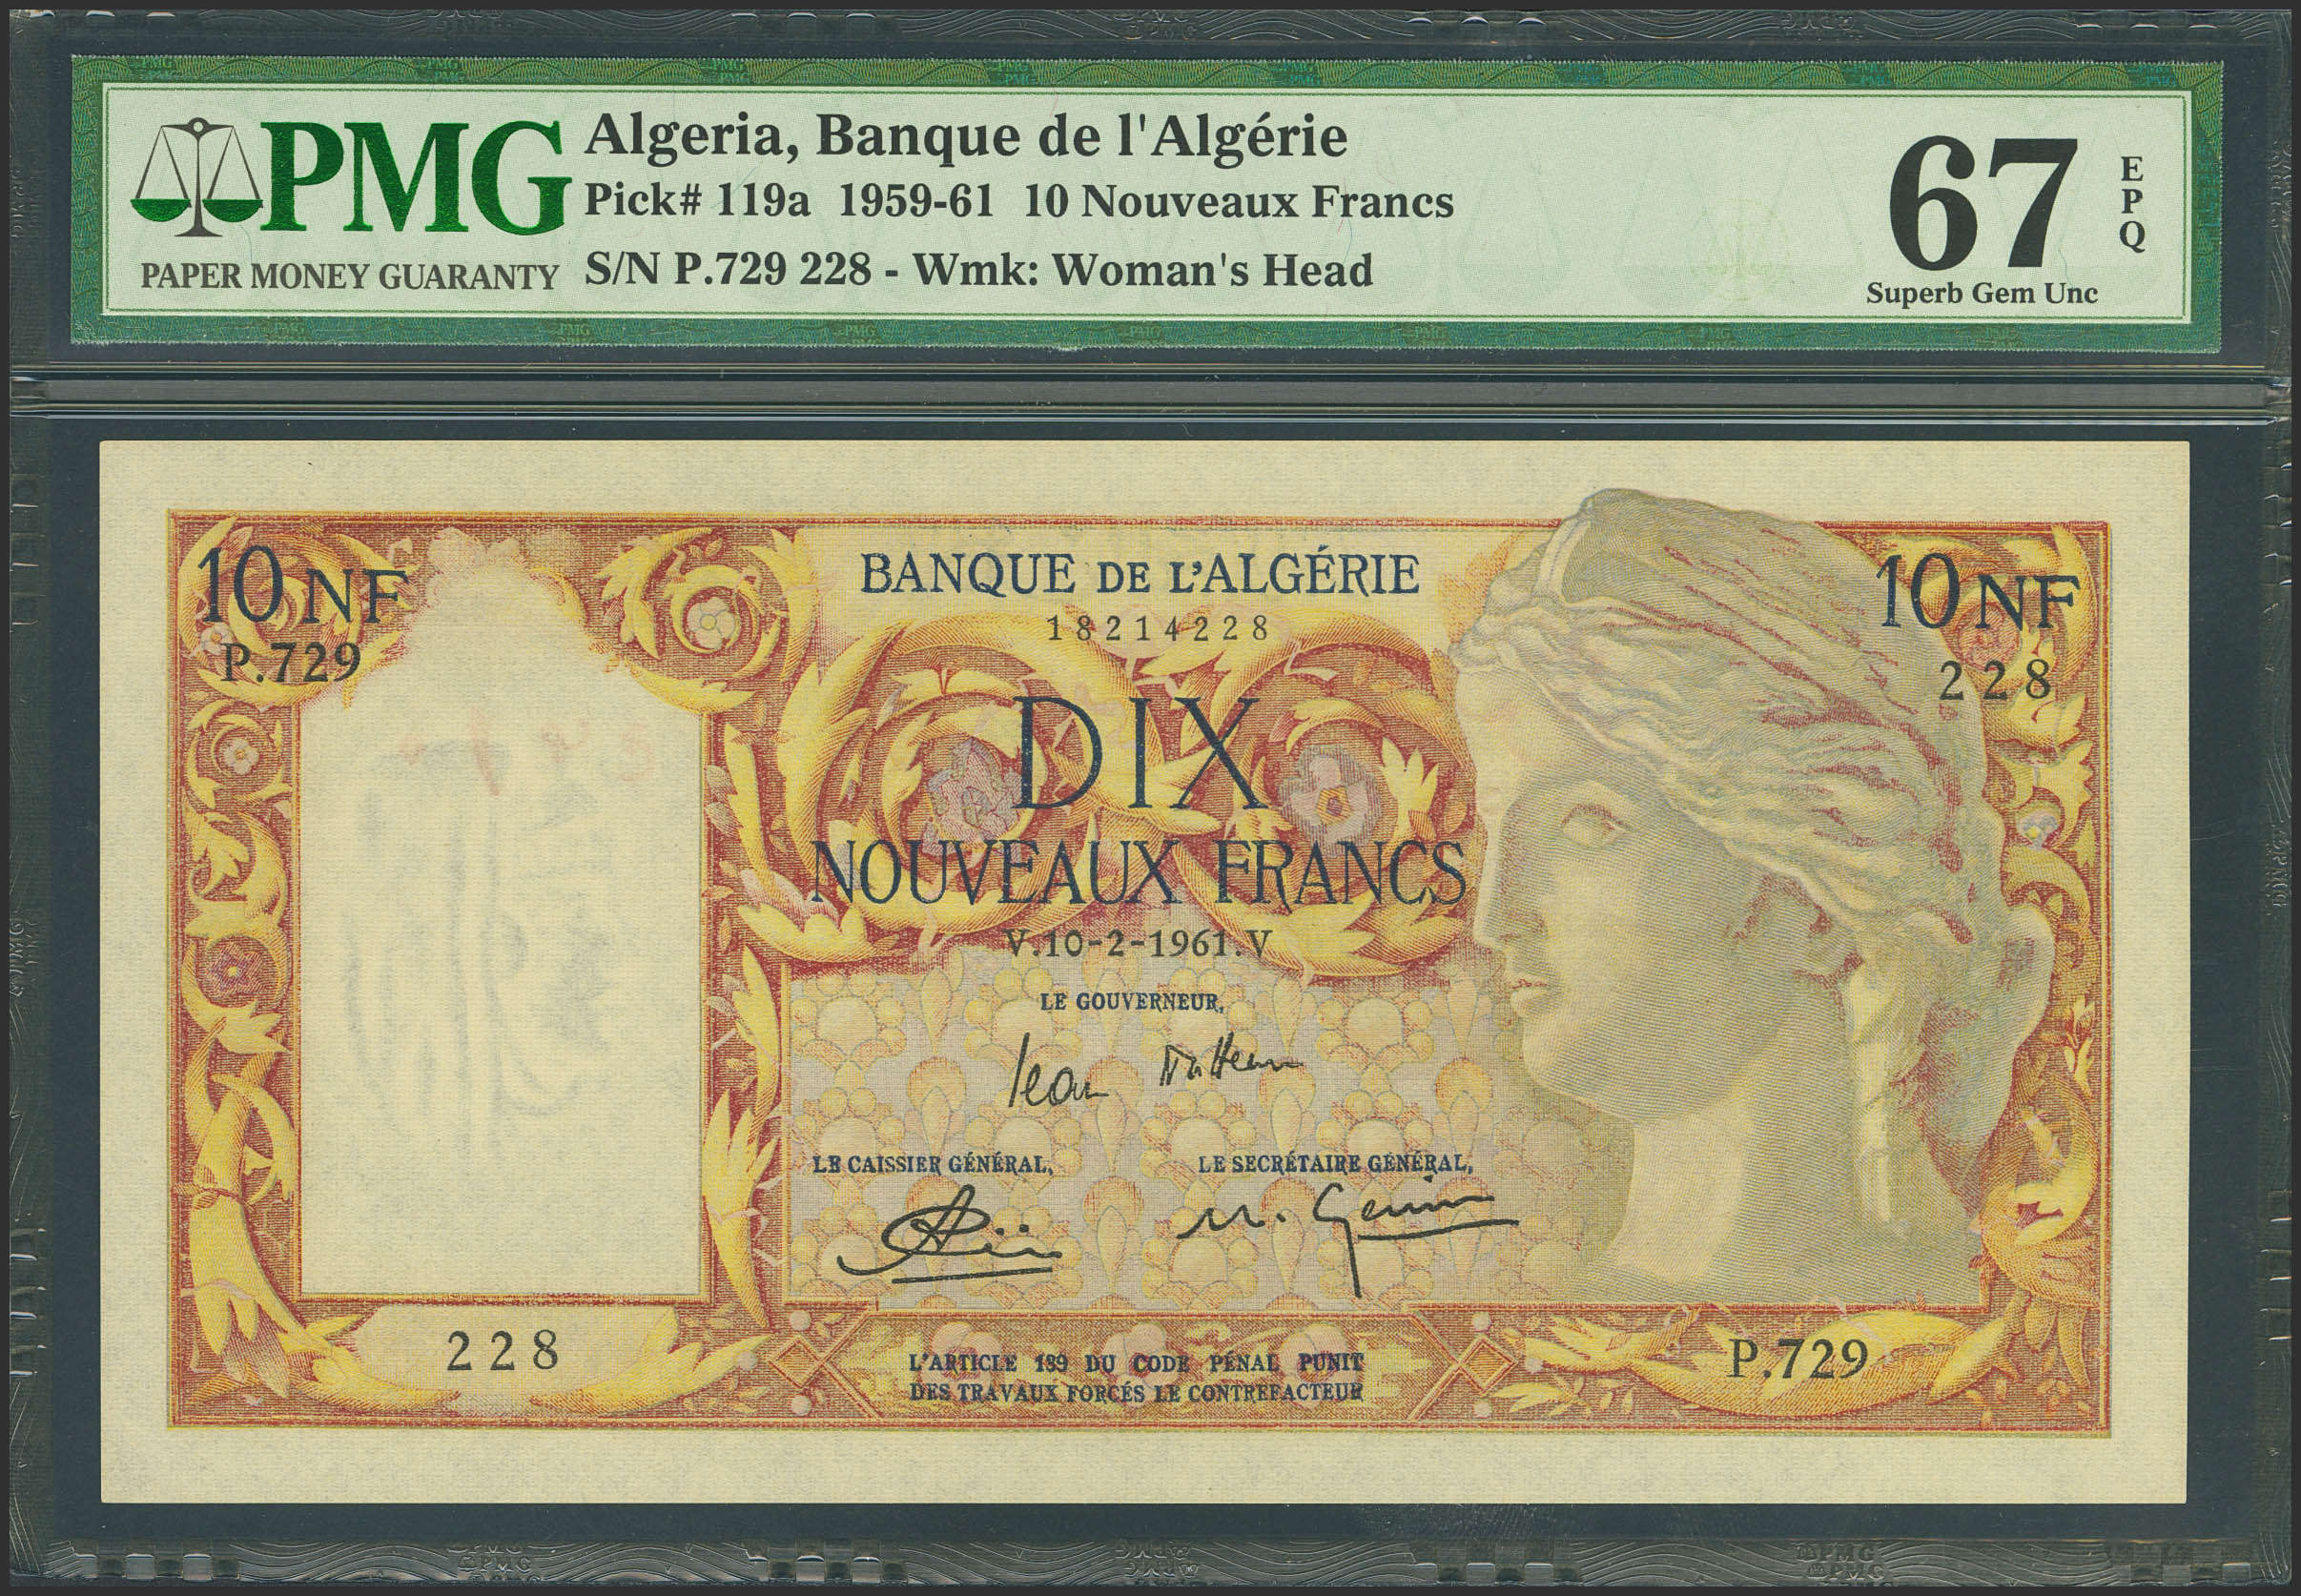 PMG
PAPER MONEY GUARANTY
Algeria, Banque de l'Algérie
Pick# 119a 1959-61 10 Nouveaux Francs
S/N P.729 228 - Wmk: Woman's Head
67
EPQ
Superb Gem Unc
10 NF
P.729
BANQUE DE L'ALGÉRIE
18214228
10 NF
228
DIX
NOUVEAUX FRANCS
V.10-2-1961.V
LE GOUVERNEUR,
LE CAISSIER GÉNÉRAL,
LE SECRÉTAIRE GÉNÉRAL,
228
L'ARTICLE 139 DU CODE PÉNAL PUNIT
DES TRAVAUX FORCÉS LE CONTREFACTEUR
P.729